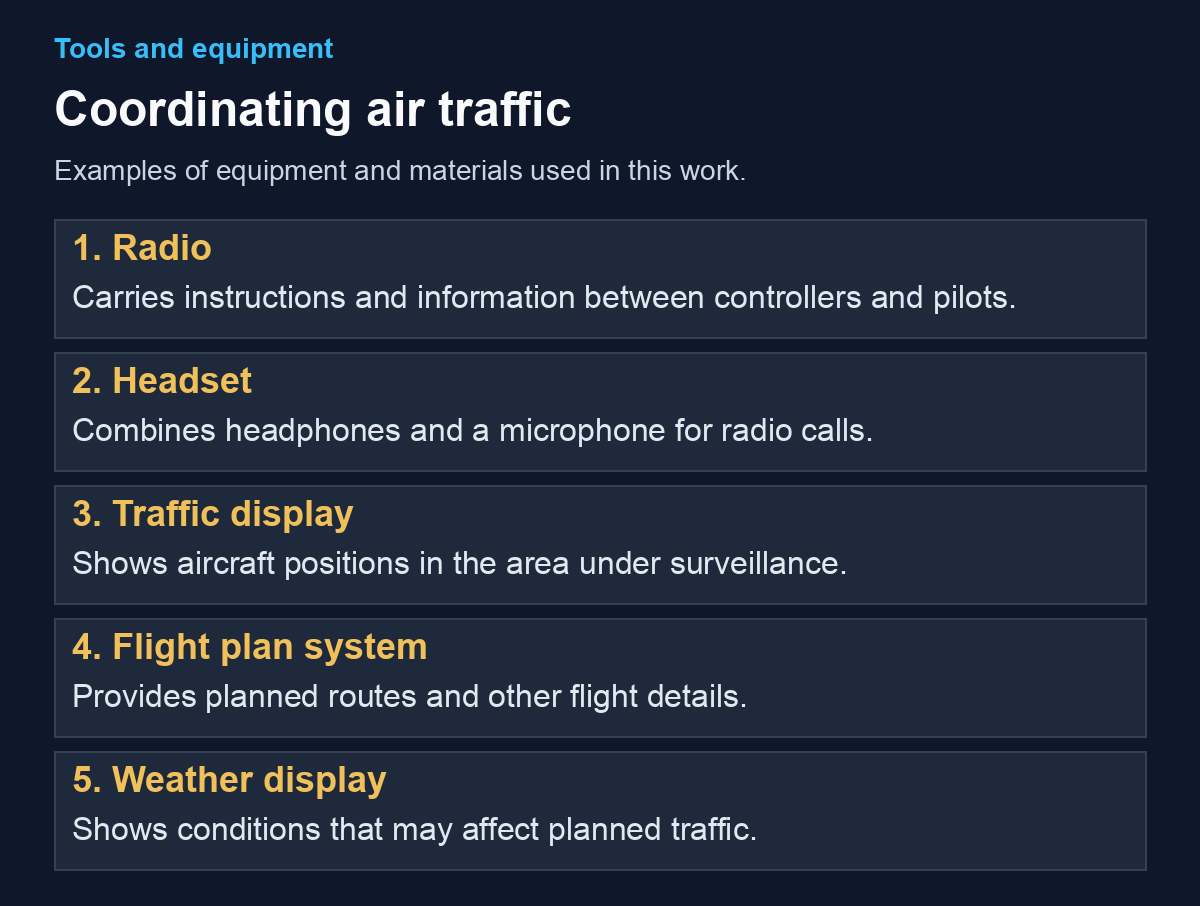 Tools and equipment
Coordinating air traffic
Examples of equipment and materials used in this work.
1. Radio
Carries instructions and information between controllers and pilots.
2. Headset
Combines headphones and a microphone for radio calls.
3. Traffic display
Shows aircraft positions in the area under surveillance.
4. Flight plan system
Provides planned routes and other flight details.
5. Weather display
Shows conditions that may affect planned traffic.